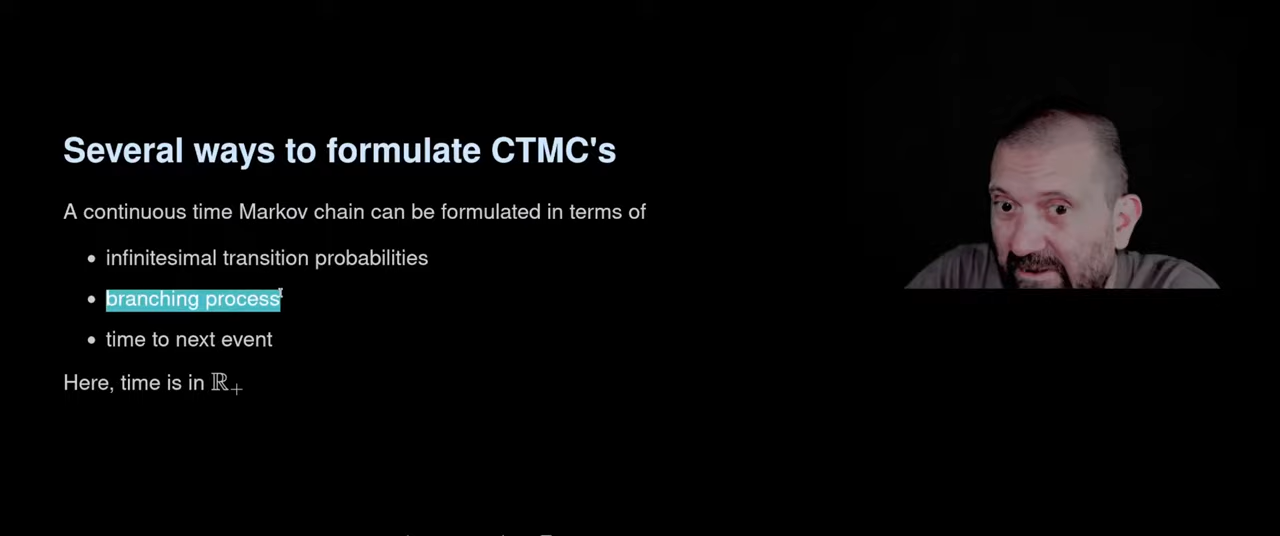 Several ways to formulate CTMC's
A continuous time Markov chain can be formulated in terms of
• infinitesimal transition probabilities
• branching process
• time to next event
Here, time is in ℝ₊